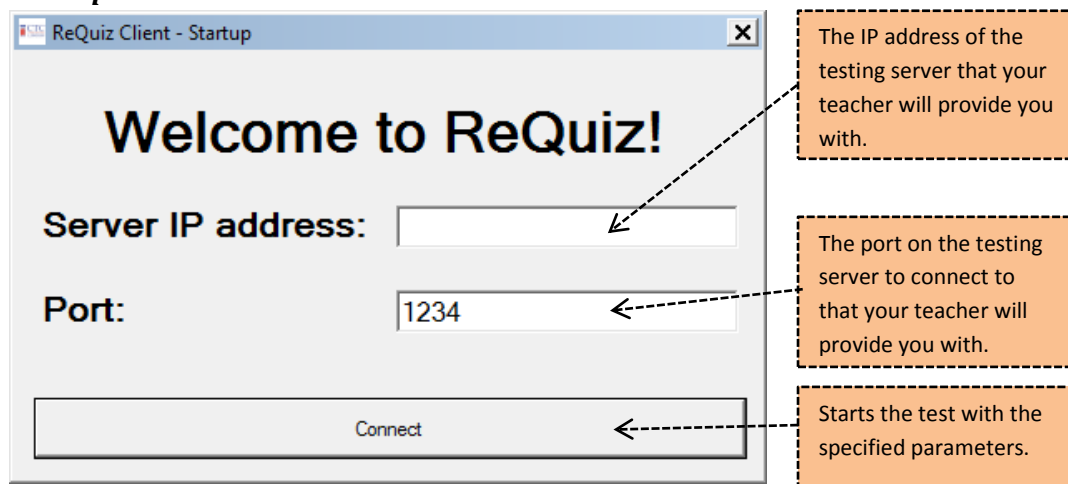 ReQuiz Client - Startup
Welcome to ReQuiz!
Server IP address:
Port:
1234
Connect
The IP address of the
testing server that your
teacher will provide you
with.
The port on the testing
server to connect to
that your teacher will
provide you with.
Starts the test with the
specified parameters.